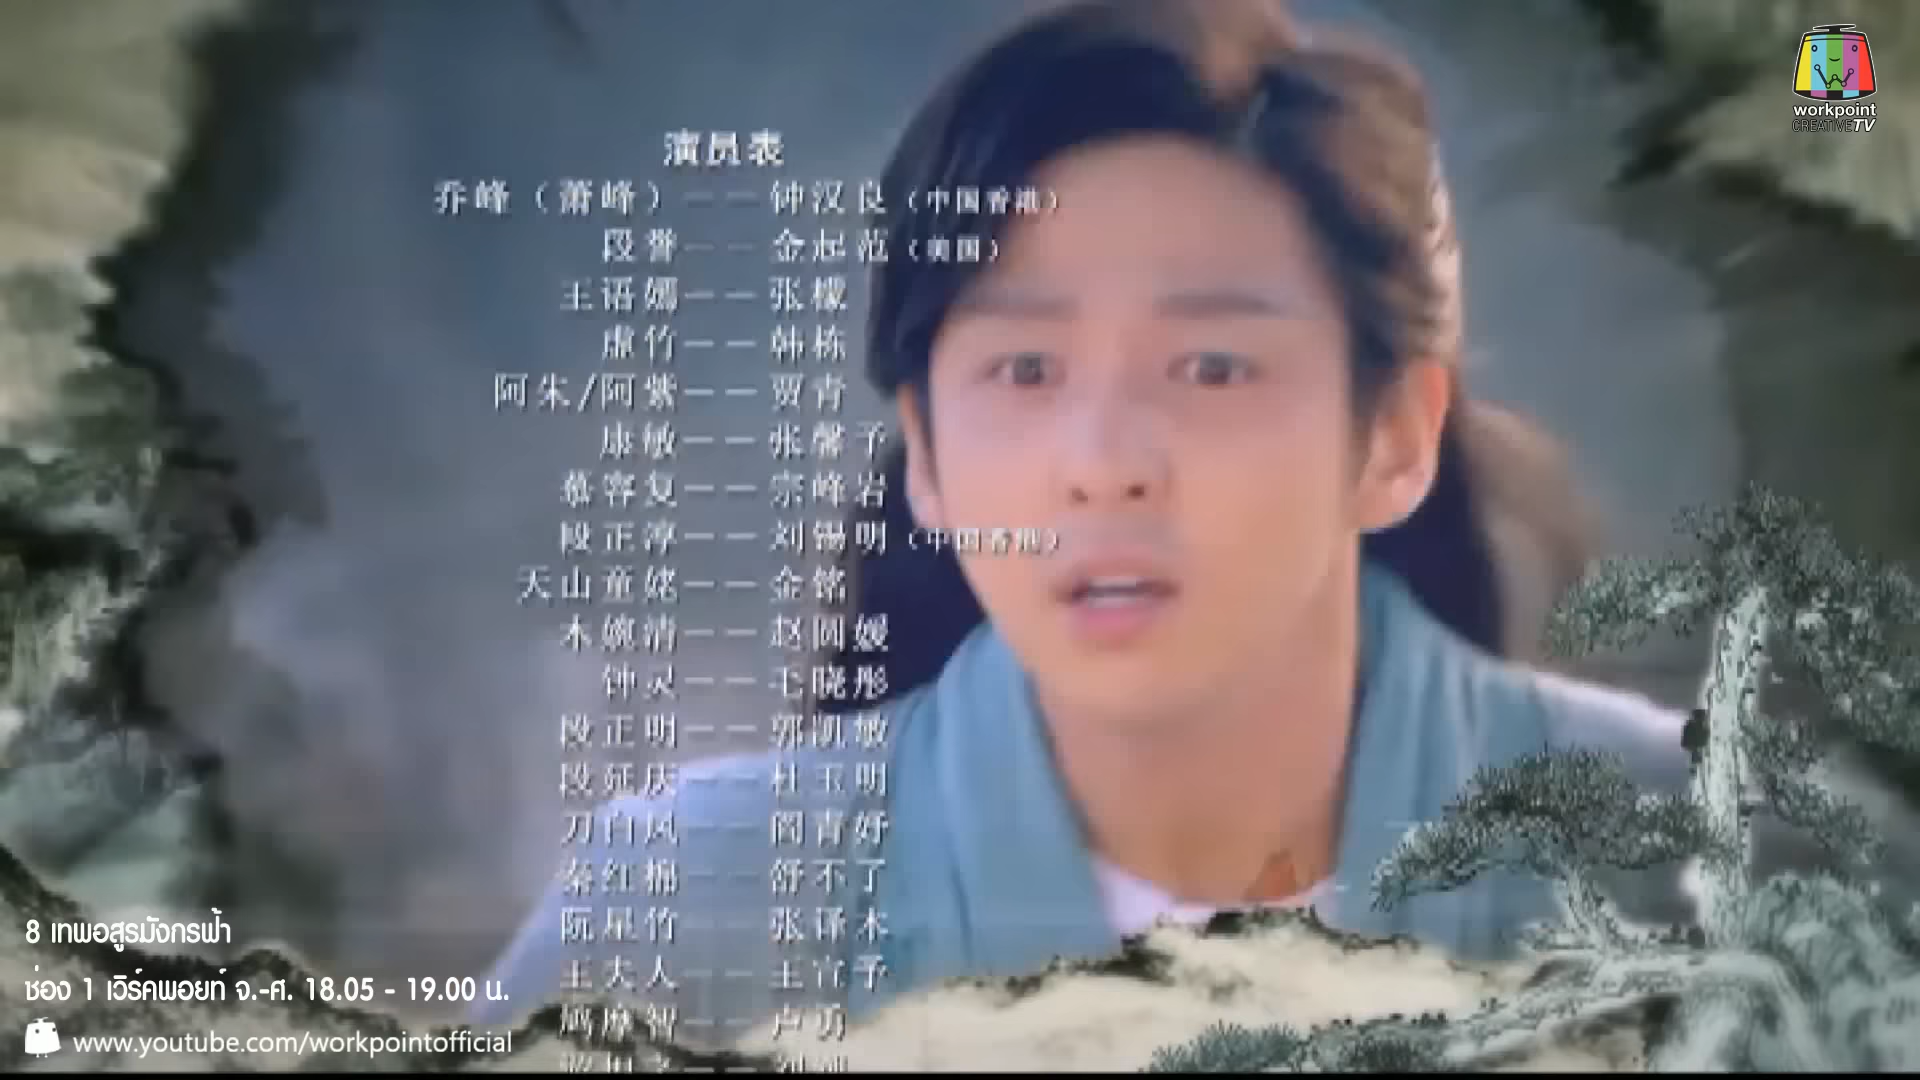 workpoint
CREATIVE TV
演员表
乔峰（萧峰）——钟汉良（中国香港）
段誉——金起范（美国）
王语嫣——张檬
虚竹——韩栋
阿朱/阿紫——贾青
康敏——张馨予
慕容复——宗峰岩
段正淳——刘锡明（中国香港）
天山童姥——金铭
木婉清——赵圆媛
钟灵——毛晓彤
段正明——郭凯敏
段延庆——杜玉明
刀白凤——阎青妤
秦红棉——舒不了
阮星竹——张译木
王夫人——王宣予
鸠摩智——卢勇
8 เทพอสูรมังกรฟ้า
ช่อง 1 เวิร์คพอยท์ จ.-ศ. 18.05 - 19.00 น.
www.youtube.com/workpointofficial